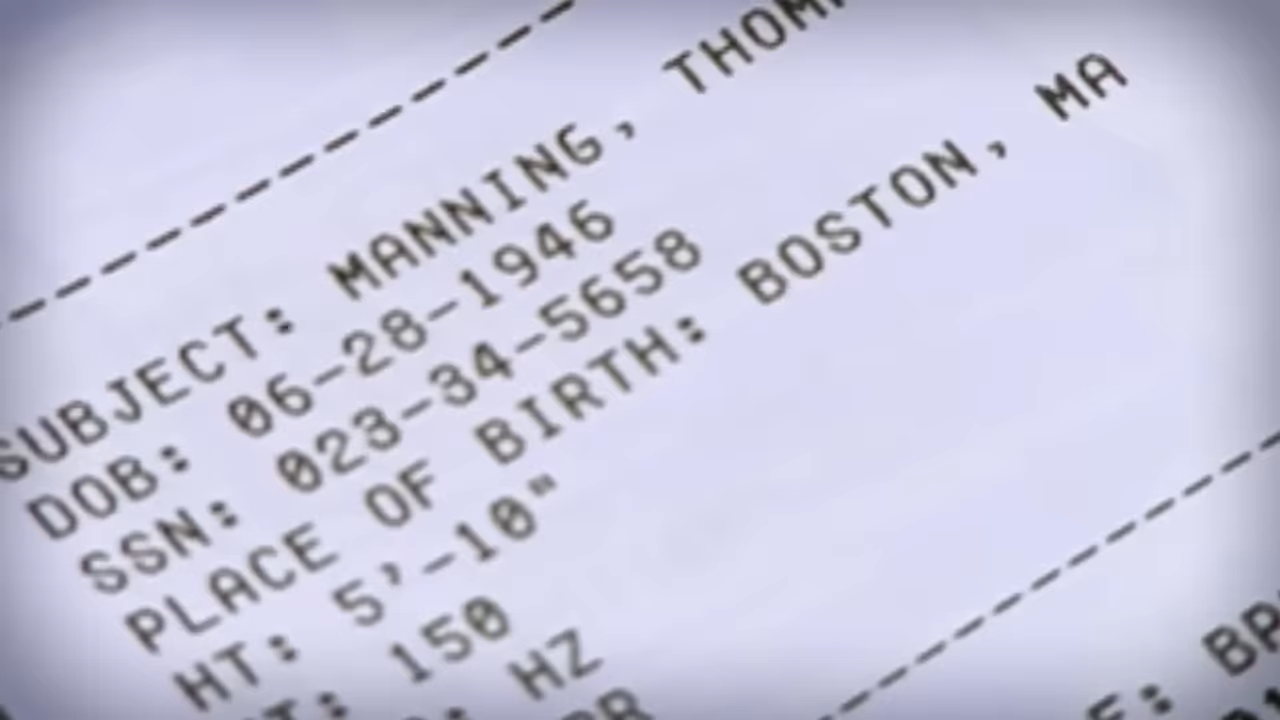 SUBJECT: MANNING, THOM
DOB: 06-28-1946
SSN: 023-34-5658
PLACE OF BIRTH: BOSTON, MA
HT: 5'-10"
T: 150
: HZ